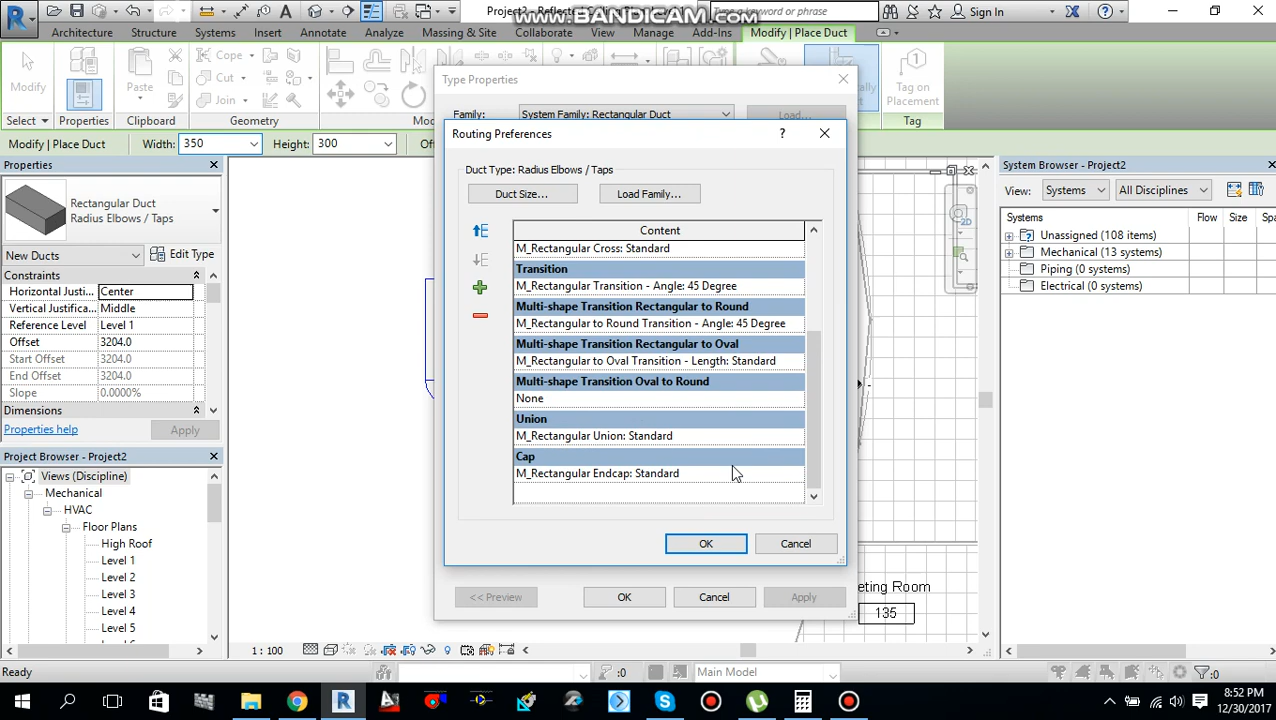 Project2 - Reflected Ceiling Plan
www.BANDICAM.com
Type a keyword or phrase
Sign In
Architecture Structure Systems Insert Annotate Analyze Massing & Site Collaborate View Manage Add-Ins Modify | Place Duct
Modify
Paste
Cope
Cut
Join
Tag on
Placement
Select Properties Clipboard Geometry Tag
Modify | Place Duct Width: 350 Height: 300
Properties
Rectangular Duct
Radius Elbows / Taps
New Ducts Edit Type
Constraints
Horizontal Justi... Center
Vertical Justifica... Middle
Reference Level Level 1
Offset 3204.0
Start Offset 3204.0
End Offset 3204.0
Slope 0.0000%
Dimensions
Properties help Apply
Project Browser - Project2
Views (Discipline)
Mechanical
HVAC
Floor Plans
High Roof
Level 1
Level 2
Level 3
Level 4
Level 5
Type Properties
Family: System Family: Rectangular Duct Load...
Routing Preferences ?
Duct Type: Radius Elbows / Taps
Duct Size... Load Family...
Content
M_Rectangular Cross: Standard
Transition
M_Rectangular Transition - Angle: 45 Degree
Multi-shape Transition Rectangular to Round
M_Rectangular to Round Transition - Angle: 45 Degree
Multi-shape Transition Rectangular to Oval
M_Rectangular to Oval Transition - Length: Standard
Multi-shape Transition Oval to Round
None
Union
M_Rectangular Union: Standard
Cap
M_Rectangular Endcap: Standard
OK Cancel
<< Preview OK Cancel Apply
System Browser - Project2
View: Systems All Disciplines
Systems Flow Size
Unassigned (108 items)
Mechanical (13 systems)
Piping (0 systems)
Electrical (0 systems)
135
1 : 100
Ready :0 Main Model :0
8:52 PM
12/30/2017